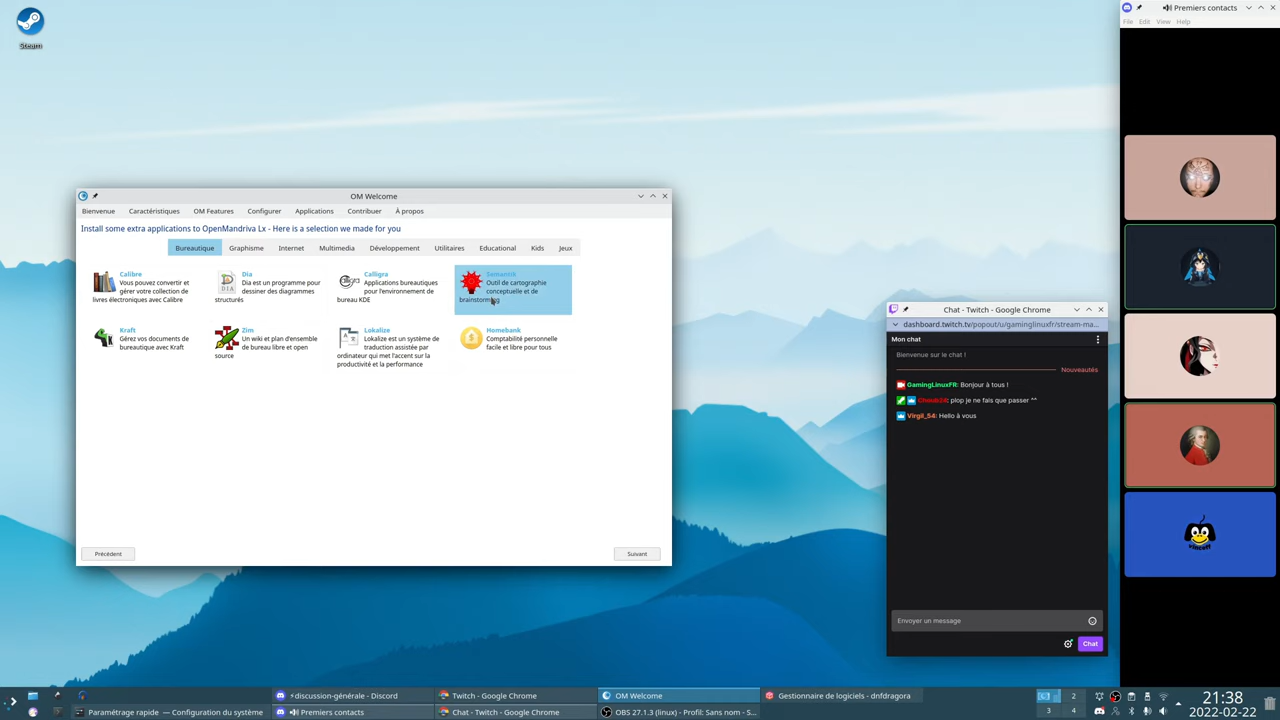 Steam
OM Welcome
Bienvenue Caractéristiques OM Features Configurer Applications Contribuer À propos
Install some extra applications to OpenMandriva Lx - Here is a selection we made for you
Bureautique Graphisme Internet Multimedia Développement Utilitaires Educational Kids Jeux
Calibre
Vous pouvez convertir et
gérer votre collection de
livres électroniques avec Calibre
Dia
Dia est un programme pour
dessiner des diagrammes
structurés
Calligra
Applications bureautiques
pour l'environnement de
bureau KDE
Semantik
Outil de cartographie
conceptuelle et de
brainstorming
Kraft
Gérez vos documents de
bureautique avec Kraft
Zim
Un wiki et plan d'ensemble
de bureau libre et open
source
Lokalize
Lokalize est un système de
traduction assistée par
ordinateur qui met l'accent sur la
productivité et la performance
Homebank
Comptabilité personnelle
facile et libre pour tous
Précédent
Suivant
Chat - Twitch - Google Chrome
dashboard.twitch.tv/popout/u/gaminglinuxfr/stream-ma...
Mon chat
Bienvenue sur le chat !
Nouveautés
GamingLinuxFR: Bonjour à tous !
plop je ne fais que passer ^^
Virgil_54: Hello à vous
Envoyer un message
Chat
Premiers contacts
File Edit View Help
vincett
⚡discussion-générale - Discord
Twitch - Google Chrome
OM Welcome
Gestionnaire de logiciels - dnfdragora
Paramétrage rapide — Configuration du système
Premiers contacts
Chat - Twitch - Google Chrome
OBS 27.1.3 (linux) - Profil: Sans nom - S...
2
3 4
21:38
2022-02-22